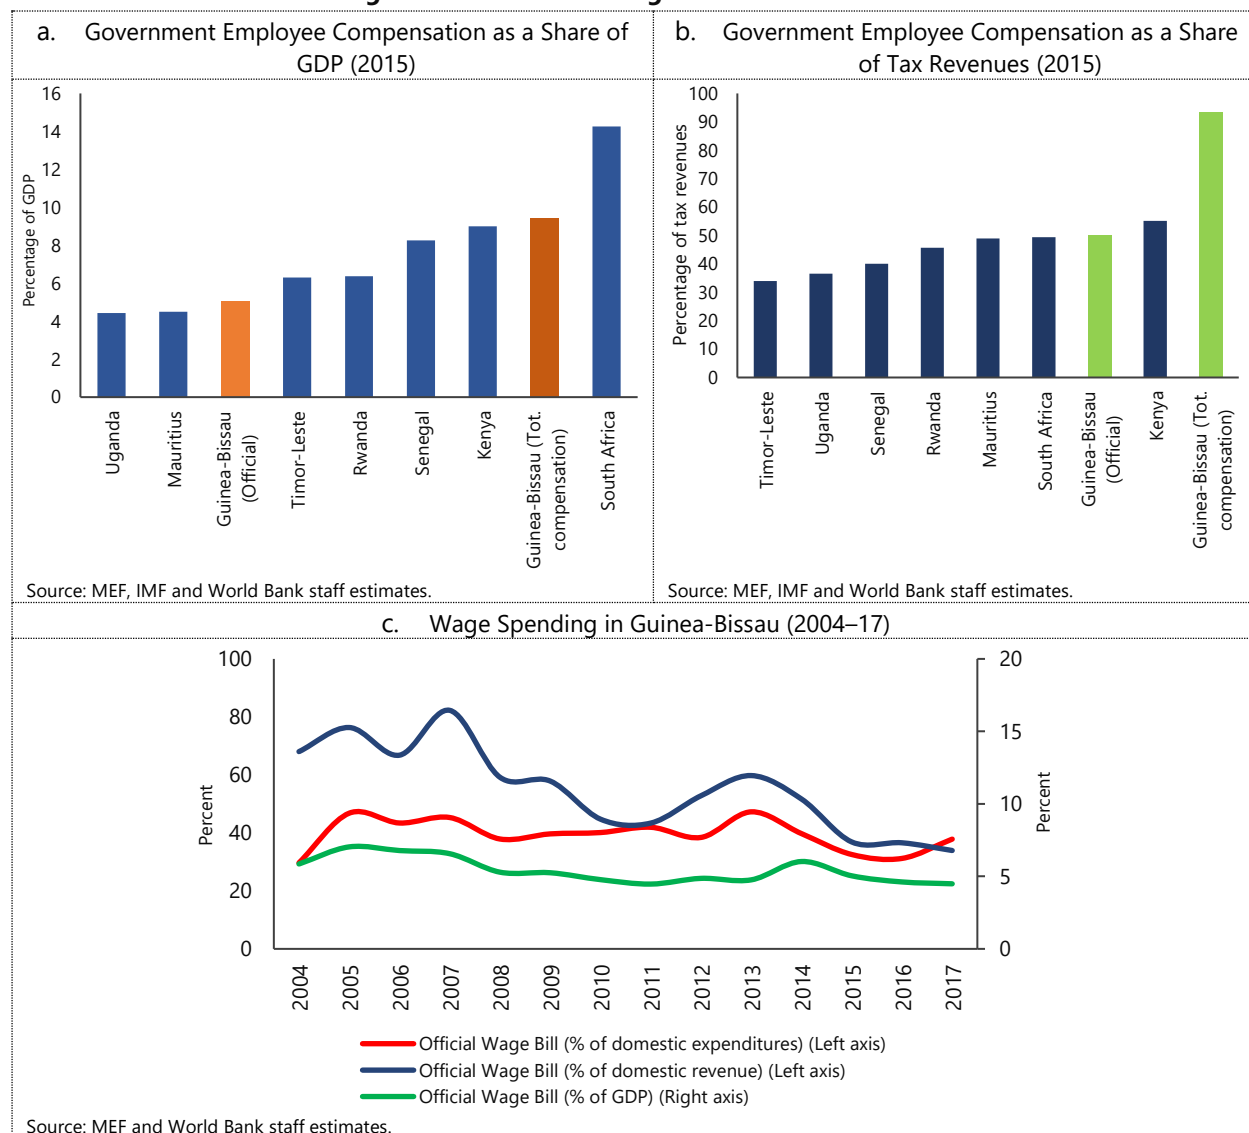 a. Government Employee Compensation as a Share of
GDP (2015)
16
14
12
10
8
6
4
2
0
Percentage of GDP
Uganda
Mauritius
Guinea-Bissau
(Official)
Timor-Leste
Rwanda
Senegal
Kenya
Guinea-Bissau (Tot.
compensation)
South Africa
Source: MEF, IMF and World Bank staff estimates.
b. Government Employee Compensation as a Share
of Tax Revenues (2015)
100
90
80
70
60
50
40
30
20
10
0
Percentage of tax revenues
Timor-Leste
Uganda
Senegal
Rwanda
Mauritius
South Africa
Guinea-Bissau
(Official)
Kenya
Guinea-Bissau (Tot.
compensation)
Source: MEF, IMF and World Bank staff estimates.
c. Wage Spending in Guinea-Bissau (2004–17)
100
80
60
40
20
0
Percent
20
15
10
5
0
Percent
2004
2005
2006
2007
2008
2009
2010
2011
2012
2013
2014
2015
2016
2017
Official Wage Bill (% of domestic expenditures) (Left axis)
Official Wage Bill (% of domestic revenue) (Left axis)
Official Wage Bill (% of GDP) (Right axis)
Source: MEF and World Bank staff estimates.